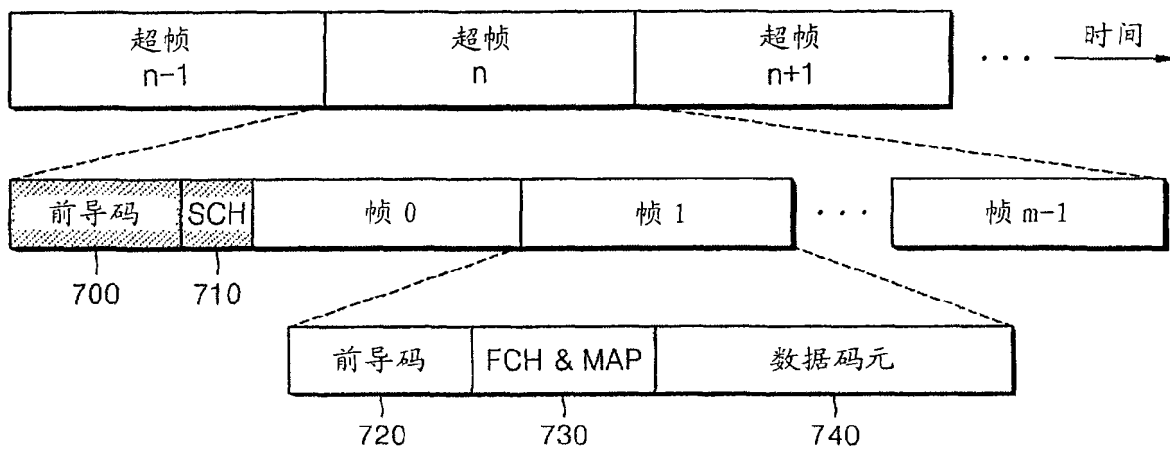 超帧 n-1
超帧 n
超帧 n+1
··· 时间
前导码
SCH
帧 0
帧 1
···
帧 m-1
700
710
前导码
FCH & MAP
数据码元
720
730
740